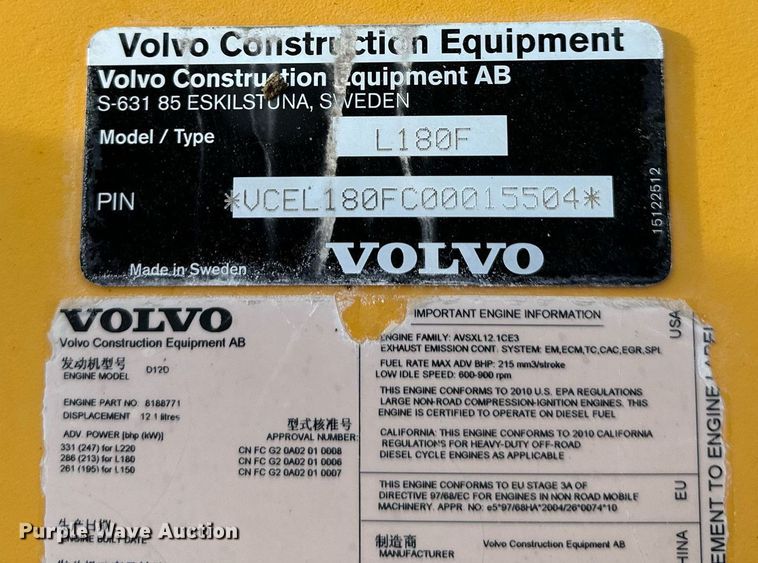 Volvo Construction Equipment
Volvo Construction Equipment AB
S-631 85 ESKILSTUNA, SWEDEN
Model / Type L180F
PIN *VCEL180FC00015504*
Made in Sweden VOLVO
15122512
VOLVO
Volvo Construction Equipment AB
发动机型号
ENGINE MODEL D12D
ENGINE PART NO: 8188771
DISPLACEMENT 12.1 litres
型式核准号
ADV. POWER [bhp (kW)] APPROVAL NUMBER:
331 (247) for L220 CN FC G2 0A02 01 0008
286 (213) for L180 CN FC G2 0A02 01 0006
261 (195) for L150 CN FC G2 0A02 01 0007
生产日期
ENGINE BUILT DATE
IMPORTANT ENGINE INFORMATION
ENGINE FAMILY: AVSXL12.1CE3
EXHAUST EMISSION CONT. SYSTEM: EM,ECM,TC,CAC,EGR,SPL
FUEL RATE MAX ADV BHP: 215 mm3/stroke
LOW IDLE SPEED: 600-900 rpm
THIS ENGINE CONFORMS TO 2010 U.S. EPA REGULATIONS
LARGE NON-ROAD COMPRESSION-IGNITION ENGINES. THIS
ENGINE IS CERTIFIED TO OPERATE ON DIESEL FUEL
CALIFORNIA: THIS ENGINE CONFORMS TO 2010 CALIFORNIA
REGULATION'S FOR HEAVY-DUTY OFF-ROAD
DIESEL CYCLE ENGINES AS APPLICABLE
USA
THIS ENGINE CONFORMS TO EU STAGE 3A OF
DIRECTIVE 97/68/EC FOR ENGINES IN NON ROAD MOBILE
MACHINERY. APPR. NO: e5*97/68HA*2004/26*0074*10
EU
制造商
MANUFACTURER Volvo Construction Equipment AB
CHINA
EMENT TO ENGINE LABEL
Purple Wave Auction